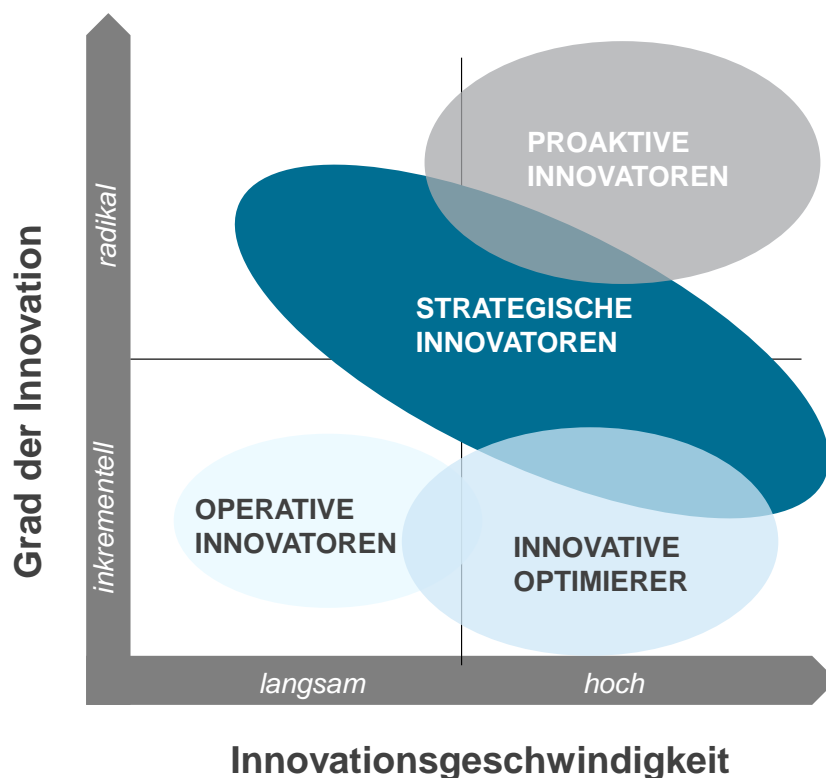 PROAKTIVE
INNOVATOREN
STRATEGISCHE
INNOVATOREN
OPERATIVE
INNOVATOREN
INNOVATIVE
OPTIMIERER
Grad der Innovation
radikal
inkrementell
langsam
hoch
Innovationsgeschwindigkeit